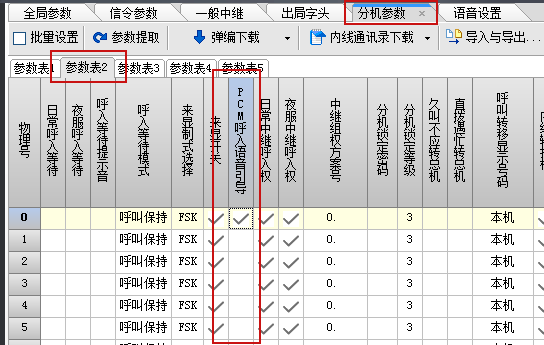 全局参数 信令参数 一般中继 出局字头 分机参数 × 语音设置
批量设置 参数提取 弹编下载 内线通讯录下载 导入与导出...
参数表1 参数表2 参数表3 参数表4 参数表5
物理号 日常呼入等待 夜服呼入等待 呼入等待提示音 呼入等待模式 来显制式选择 来显开关 PCM呼入语音引导 日常中继呼入权 夜服中继呼入权 中继组权方案号 分机锁定密码 分机锁定等级 久叫不应转总机 直拨遇忙转总机 呼叫转移显示号码
0 呼叫保持 FSK 0. 3 本机
1 呼叫保持 FSK 0. 3 本机
2 呼叫保持 FSK 0. 3 本机
3 呼叫保持 FSK 0. 3 本机
4 呼叫保持 FSK 0. 3 本机
5 呼叫保持 FSK 0. 3 本机